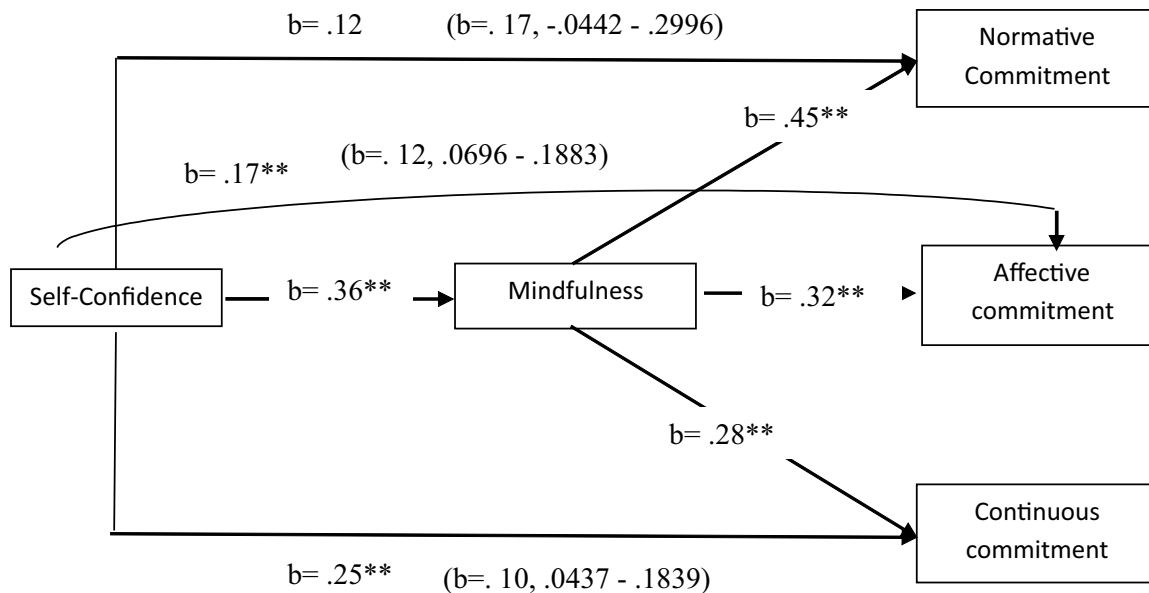 b= .12 (b=. 17, -.0442 - .2996)
Normative
Commitment
b= .45**
(b=. 12, .0696 - .1883)
b= .17**
Self-Confidence
b= .36**
Mindfulness
b= .32**
Affective
commitment
b= .28**
Continuous
commitment
b= .25** (b=. 10, .0437 - .1839)